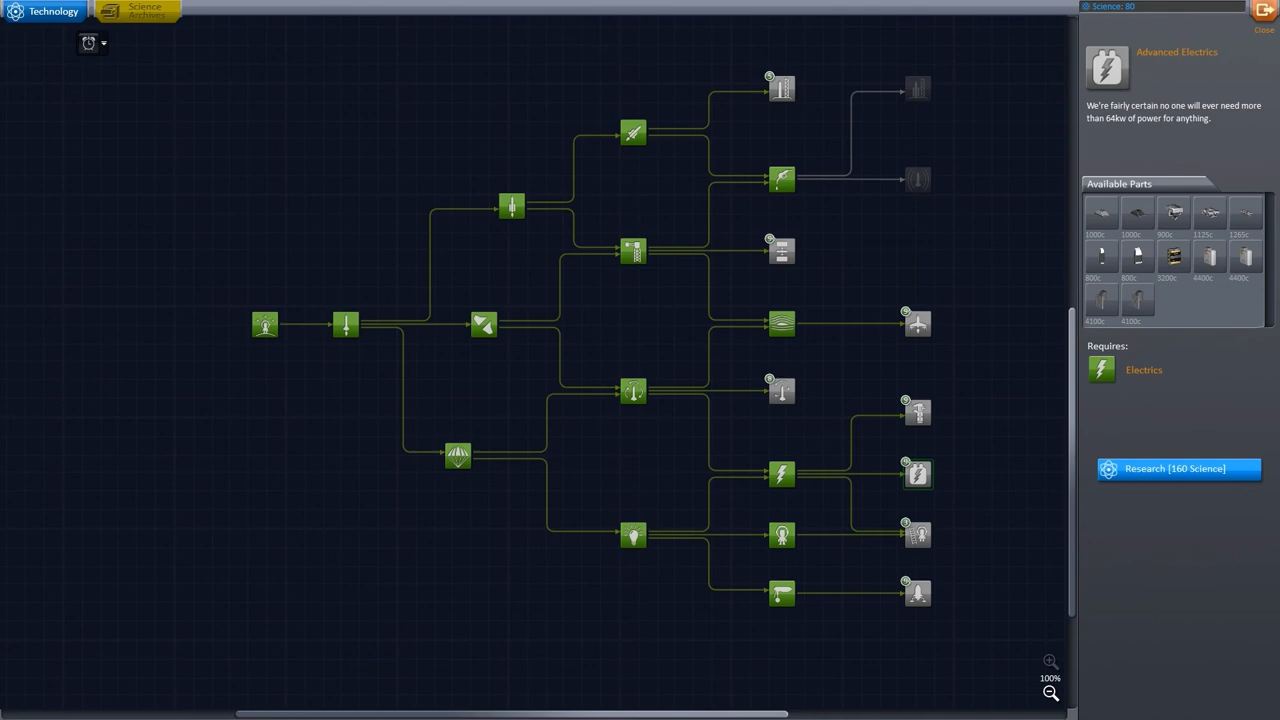 Technology
Science
Archives
Science: 80
Close
Advanced Electrics
We're fairly certain no one will ever need more
than 64kw of power for anything.
Available Parts
1000c 1000c 900c 1125c 1265c
800c 800c 3200c 4400c 4400c
4100c 4100c
Requires:
Electrics
Research [160 Science]
100%